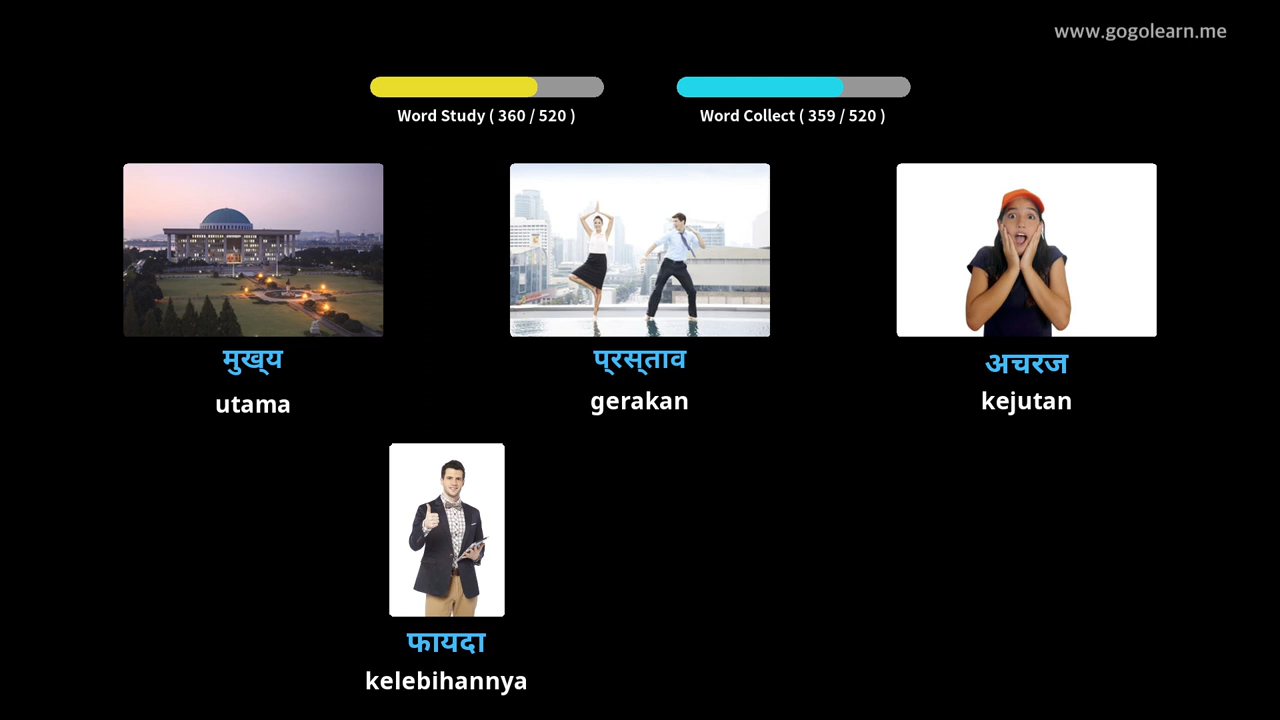 www.gogolearn.me
Word Study ( 360 / 520 )
Word Collect ( 359 / 520 )
मुख्य
utama
प्रस्ताव
gerakan
अचरज
kejutan
फायदा
kelebihannya